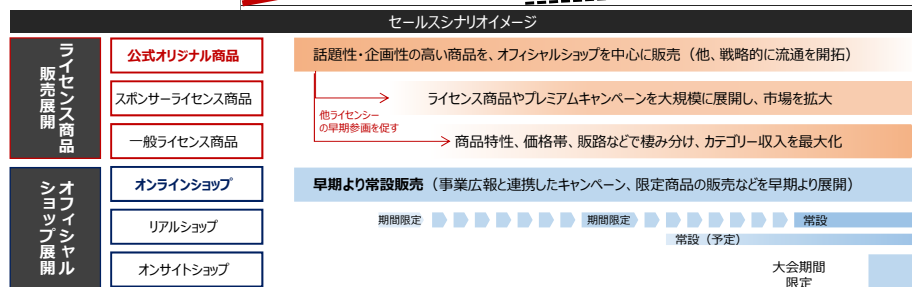 セールスシナリオイメージ
ライセンス商品
販売展開
公式オリジナル商品
話題性・企画性の高い商品を、オフィシャルショップを中心に販売（他、戦略的に流通を開拓）
スポンサーライセンス商品
ライセンス商品やプレミアムキャンペーンを大規模に展開し、市場を拡大
他ライセンシー
の早期参画を促す
一般ライセンス商品
商品特性、価格帯、販路などで棲み分け、カテゴリー収入を最大化
オフィシャル
ショップ展開
オンラインショップ
早期より常設販売（事業広報と連携したキャンペーン、限定商品の販売などを早期より展開）
リアルショップ
期間限定
期間限定
常設
常設（予定）
オンサイトショップ
大会期間
限定